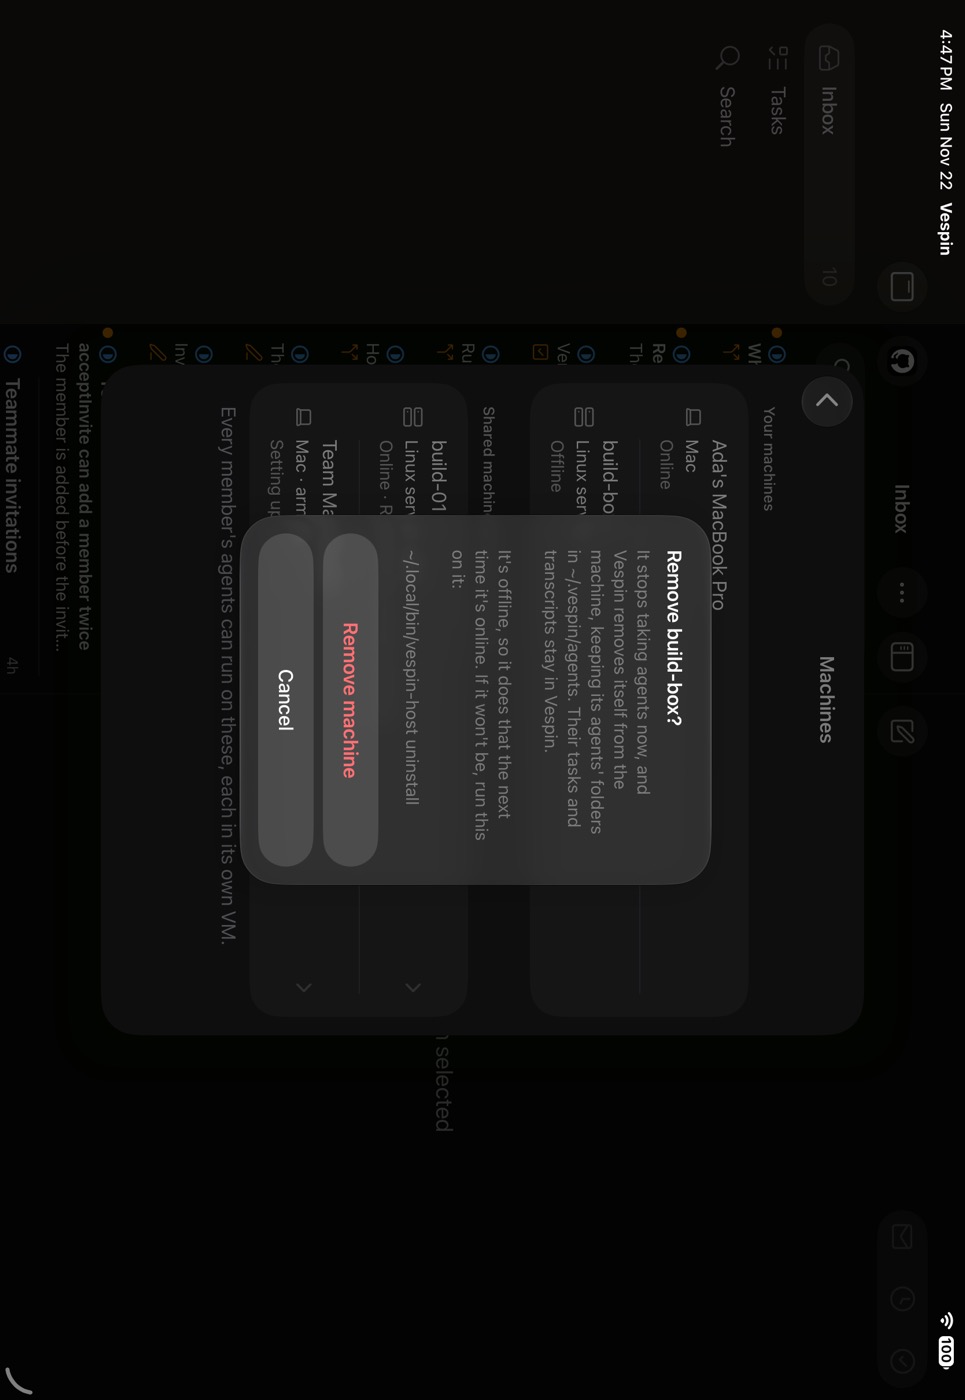 4:47 PM Sun Nov 22 Vespin
100
Inbox
Inbox 10
Tasks
Search
Machines
Your machines
Ada's MacBook Pro
Mac
Online
Linux
Offline
Remove build-box?
It stops taking agents now, and
Vespin removes itself from the
machine, keeping its agents' folders
in ~/.vespin/agents. Their tasks and
transcripts stay in Vespin.
It's offline, so it does that the next
time it's online. If it won't be, run this
on it:
~/.local/bin/vespin-host uninstall
Remove machine
Cancel
Shared
build-01
Linux
Online ·
Team
Mac · arm
Setting up
Every member's agents can run on these, each in its own VM.
selected
acceptInvite can add a member twice
The member is added before the invit...
Teammate invitations 4h